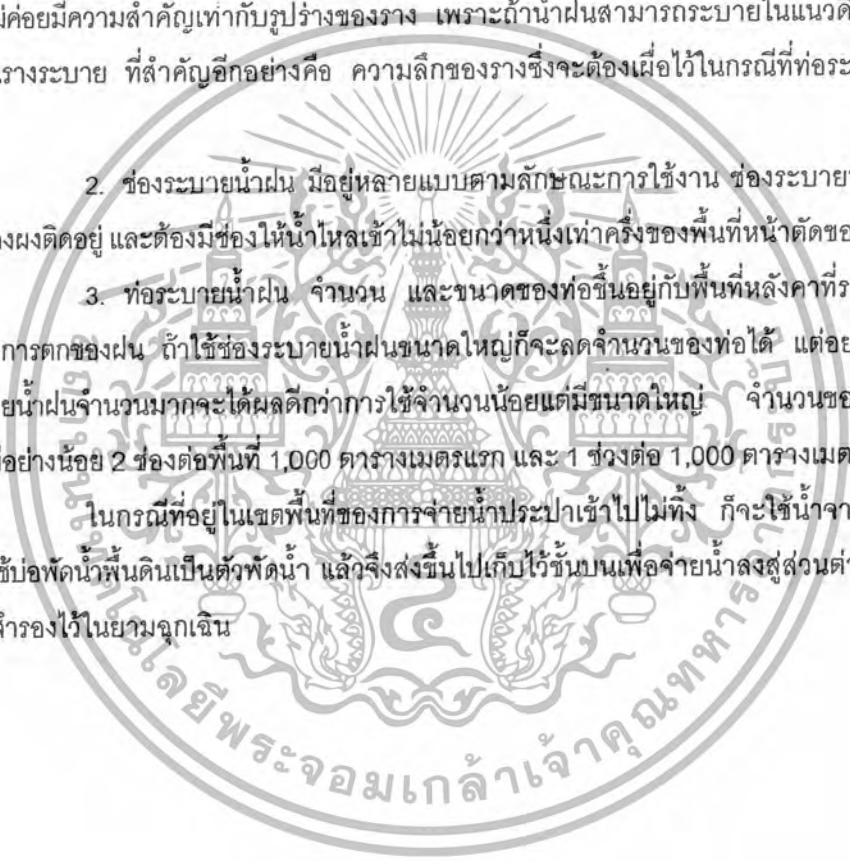 ม่ค่อยมีความสำคัญเท่ากับรูปร่างของราง เพราะถ้าน้ำฝนสามารถระบายในแนวดิ
นรางระบาย ที่สำคัญอีกอย่างคือ ความลึกของรางซึ่งจะต้องเผื่อไว้ในกรณีที่ท่อระ
2. ช่องระบายน้ำฝน มีอยู่หลายแบบตามลักษณะการใช้งาน ช่องระบาย
งผงติดอยู่ และต้องมีช่องให้น้ำไหลเข้าไม่น้อยกว่าหนึ่งเท่าครึ่งของพื้นที่หน้าตัดขอ
3. ท่อระบายน้ำฝน จำนวน และขนาดของท่อขึ้นอยู่กับพื้นที่หลังคาที่ร
การตกของฝน ถ้าใช้ช่องระบายน้ำฝนขนาดใหญ่ก็จะลดจำนวนของท่อได้ แต่อย
ยน้ำฝนจำนวนมากจะได้ผลดีกว่าการใช้จำนวนน้อยแต่มีขนาดใหญ่ จำนวนขอ
อย่างน้อย 2 ช่องต่อพื้นที่ 1,000 ตารางเมตรแรก และ 1 ช่วงต่อ 1,000 ตารางเมต
ในกรณีที่อยู่ในเขตพื้นที่ของการจ่ายน้ำประปาเข้าไปไม่ทิ้ง ก็จะใช้น้ำจา
ช้บ่อพัดน้ำพื้นดินเป็นตัวพัดน้ำ แล้วจึงส่งขึ้นไปเก็บไว้ชั้นบนเพื่อจ่ายน้ำลงสู่ส่วนต่า
สำรองไว้ในยามฉุกเฉิน
เทคโนโลยีพระจอมเกล้าเจ้าคุณทหาร